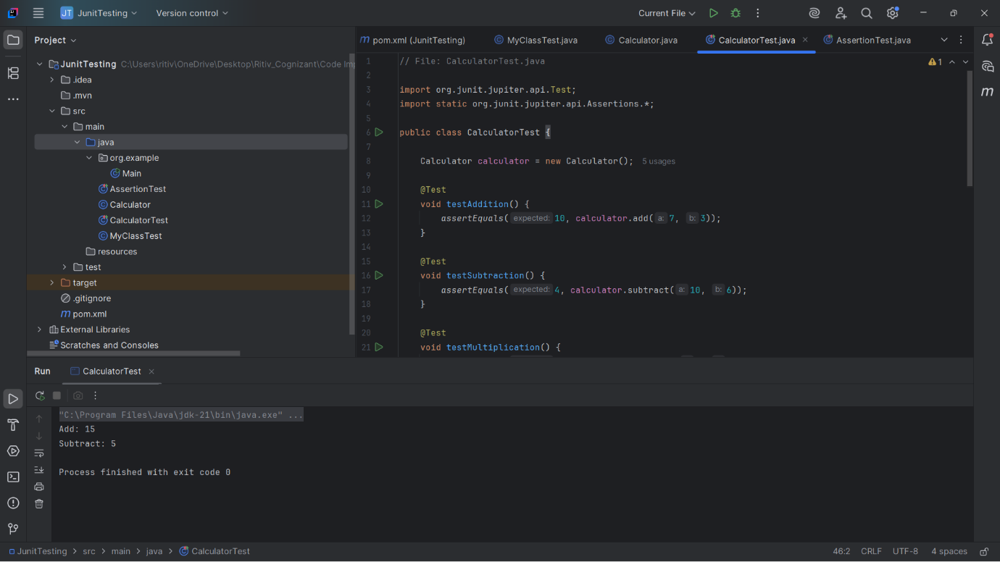 JT JunitTesting Version control Current File
Project
pom.xml (JunitTesting) MyClassTest.java Calculator.java CalculatorTest.java AssertionTest.java
JunitTesting C:\Users\ritiv\OneDrive\Desktop\Ritiv_Cognizant\Code Imp
.idea
.mvn
src
main
java
org.example
Main
AssertionTest
Calculator
CalculatorTest
MyClassTest
resources
test
target
.gitignore
pom.xml
External Libraries
Scratches and Consoles
1 // File: CalculatorTest.java
1
2
3 import org.junit.jupiter.api.Test;
4 import static org.junit.jupiter.api.Assertions.*;
5
6 public class CalculatorTest {
7
8 Calculator calculator = new Calculator(); 5 usages
9
10 @Test
11 void testAddition() {
12 assertEquals( expected: 10, calculator.add( a: 7, b: 3));
13 }
14
15 @Test
16 void testSubtraction() {
17 assertEquals( expected: 4, calculator.subtract( a: 10, b: 6));
18 }
19
20 @Test
21 void testMultiplication() {
Run CalculatorTest
"C:\Program Files\Java\jdk-21\bin\java.exe" ...
Add: 15
Subtract: 5
Process finished with exit code 0
JunitTesting > src > main > java > CalculatorTest 46:2 CRLF UTF-8 4 spaces